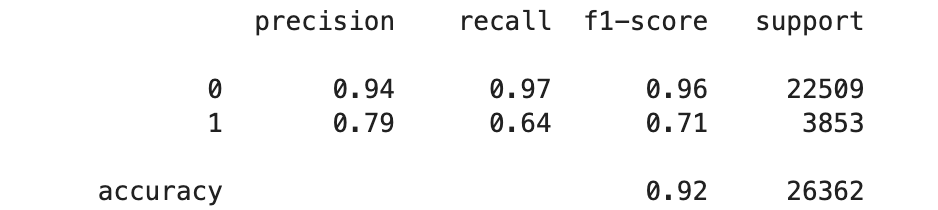 precision recall f1-score support
0 0.94 0.97 0.96 22509
1 0.79 0.64 0.71 3853
accuracy 0.92 26362